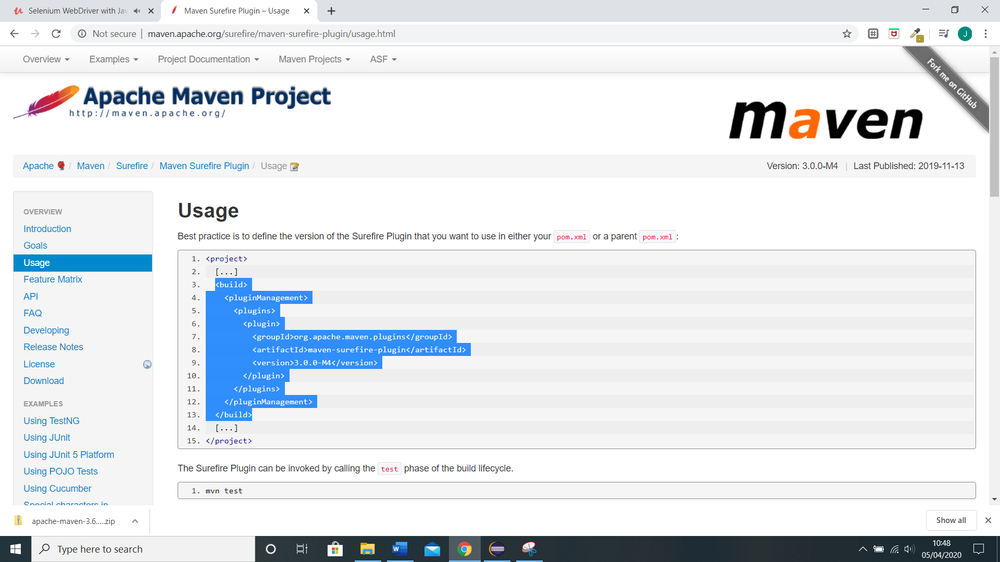 Selenium WebDriver with Jav
Maven Surefire Plugin – Usage
Not secure | maven.apache.org/surefire/maven-surefire-plugin/usage.html
J
Overview Examples Project Documentation Maven Projects ASF
Fork me on GitHub
Apache Maven Project
http://maven.apache.org/
maven
Apache / Maven / Surefire / Maven Surefire Plugin / Usage
Version: 3.0.0-M4 | Last Published: 2019-11-13
OVERVIEW
Introduction
Goals
Usage
Feature Matrix
API
FAQ
Developing
Release Notes
License
Download
EXAMPLES
Using TestNG
Using JUnit
Using JUnit 5 Platform
Using POJO Tests
Using Cucumber
Special characters in
Usage
Best practice is to define the version of the Surefire Plugin that you want to use in either your pom.xml or a parent pom.xml :
1. <project>
2. [...]
3. <build>
4. <pluginManagement>
5. <plugins>
6. <plugin>
7. <groupId>org.apache.maven.plugins</groupId>
8. <artifactId>maven-surefire-plugin</artifactId>
9. <version>3.0.0-M4</version>
10. </plugin>
11. </plugins>
12. </pluginManagement>
13. </build>
14. [...]
15. </project>
The Surefire Plugin can be invoked by calling the test phase of the build lifecycle.
1. mvn test
apache-maven-3.6.....zip
Show all
Type here to search
10:48
05/04/2020